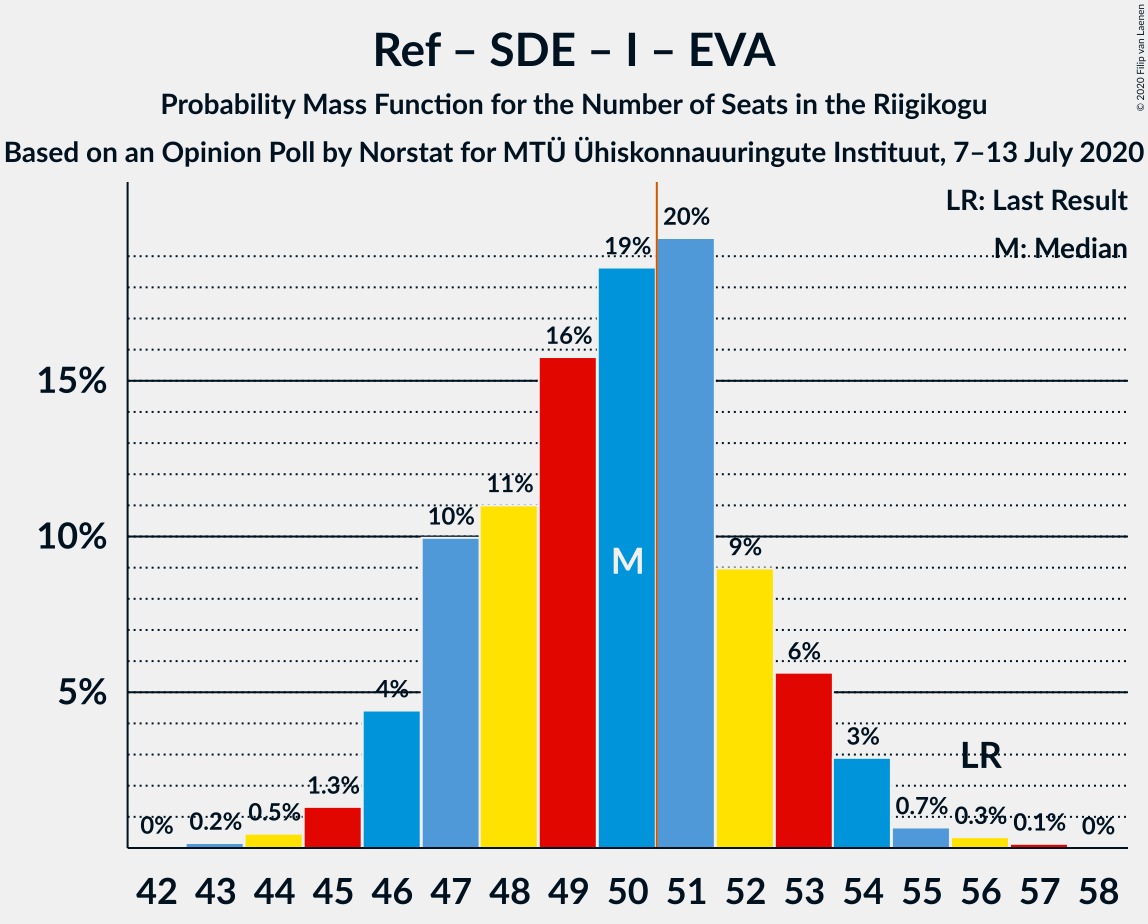 Ref – SDE – I – EVA
Probability Mass Function for the Number of Seats in the Riigikogu
Based on an Opinion Poll by Norstat for MTÜ Ühiskonnauuringute Instituut, 7–13 July 2020
© 2020 Filip van Laenen
LR: Last Result
M: Median
20%
19%
16%
15%
11%
10%
10%
9%
M
6%
5%
4%
3%
LR
1.3%
0% 0.2% 0.5% 0.7% 0.3% 0.1% 0%
42 43 44 45 46 47 48 49 50 51 52 53 54 55 56 57 58